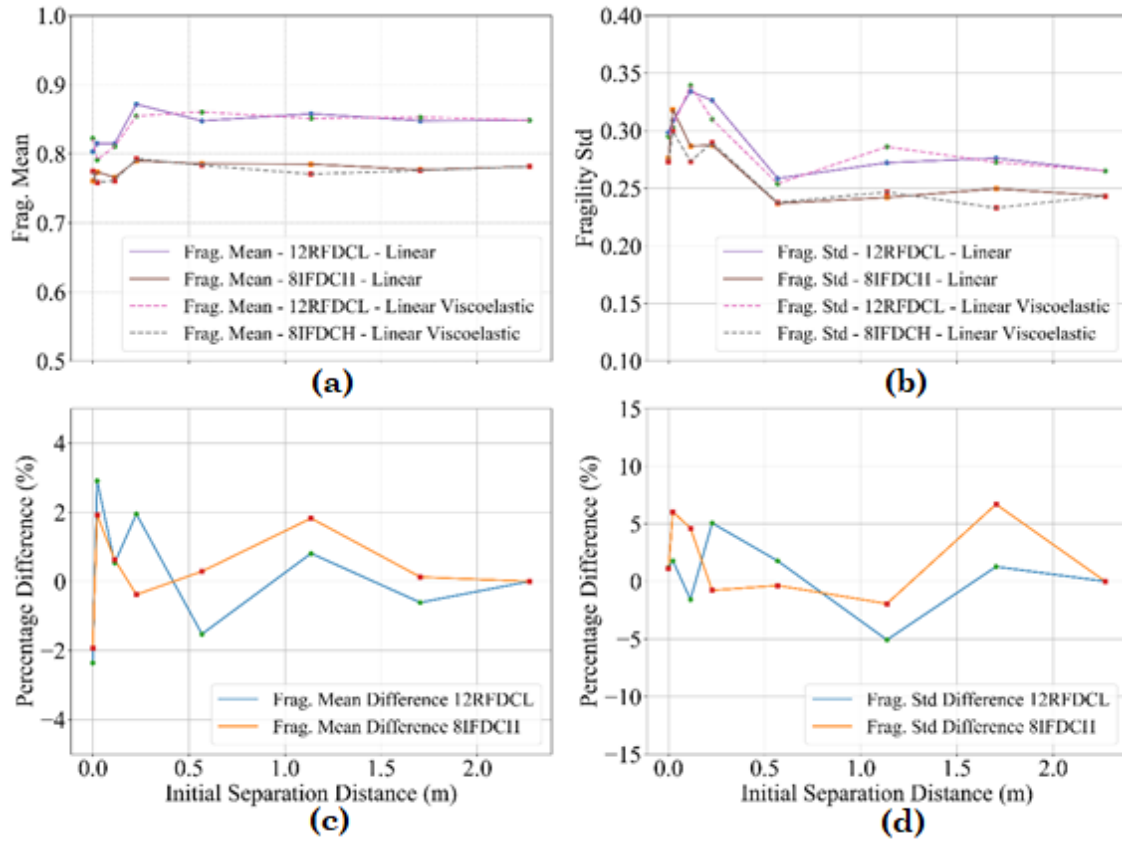 1.0
0.9
0.8
0.7
0.6
0.5
Frag. Mean
Frag. Mean - 12RFDCL - Linear
Frag. Mean - 8IFDCH - Linear
Frag. Mean - 12RFDCL - Linear Viscoelastic
Frag. Mean - 8IFDCH - Linear Viscoelastic
(a)
0.40
0.35
0.30
0.25
0.20
0.15
0.10
Fragility Std
Frag. Std - 12RFDCL - Linear
Frag. Std - 8IFDCH - Linear
Frag. Std - 12RFDCL - Linear Viscoelastic
Frag. Std - 8IFDCH - Linear Viscoelastic
(b)
4
2
0
−2
−4
Percentage Difference (%)
Frag. Mean Difference 12RFDCL
Frag. Mean Difference 8IFDCH
0.0 0.5 1.0 1.5 2.0
Initial Separation Distance (m)
(c)
15
10
5
0
−5
−10
−15
Percentage Difference (%)
Frag. Std Difference 12RFDCL
Frag. Std Difference 8IFDCH
0.0 0.5 1.0 1.5 2.0
Initial Separation Distance (m)
(d)